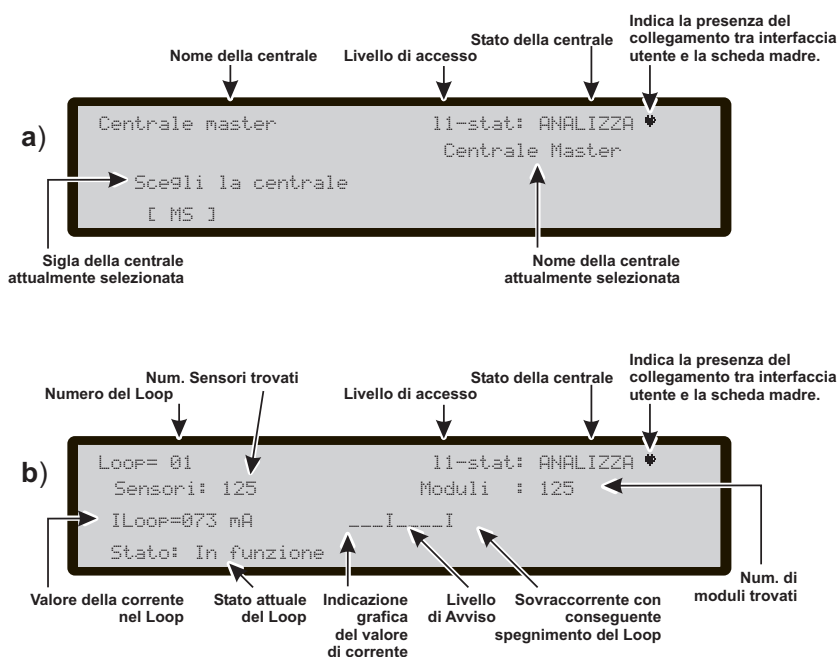 Indica la presenza del
collegamento tra interfaccia
utente e la scheda madre.
Stato della centrale
Nome della centrale
Livello di accesso
a)
Centrale master l1-stat: ANALIZZA ♥
Centrale Master
Scegli la centrale
[ MS ]
Sigla della centrale
attualmente selezionata
Nome della centrale
attualmente selezionata
Indica la presenza del
collegamento tra interfaccia
utente e la scheda madre.
Num. Sensori trovati
Stato della centrale
Numero del Loop
Livello di accesso
b)
Loop= 01 l1-stat: ANALIZZA ♥
Sensori: 125 Moduli : 125
ILoop=073 mA ___I____I
Stato: In funzione
Num. di
moduli trovati
Valore della corrente
nel Loop
Stato attuale
del Loop
Indicazione
grafica
del valore
di corrente
Livello
di Avviso
Sovraccorrente con
conseguente
spegnimento del Loop